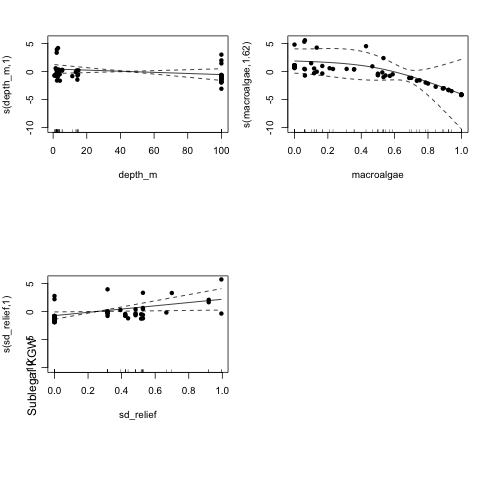 s(depth_m,1)
5
0
-5
-10
0 20 40 60 80 100
depth_m
s(macroalgae,1.62)
5
0
-5
-10
0.0 0.2 0.4 0.6 0.8 1.0
macroalgae
s(sd_relief,1)
5
0
0.0 0.2 0.4 0.6 0.8 1.0
sd_relief
Sublegal KGW